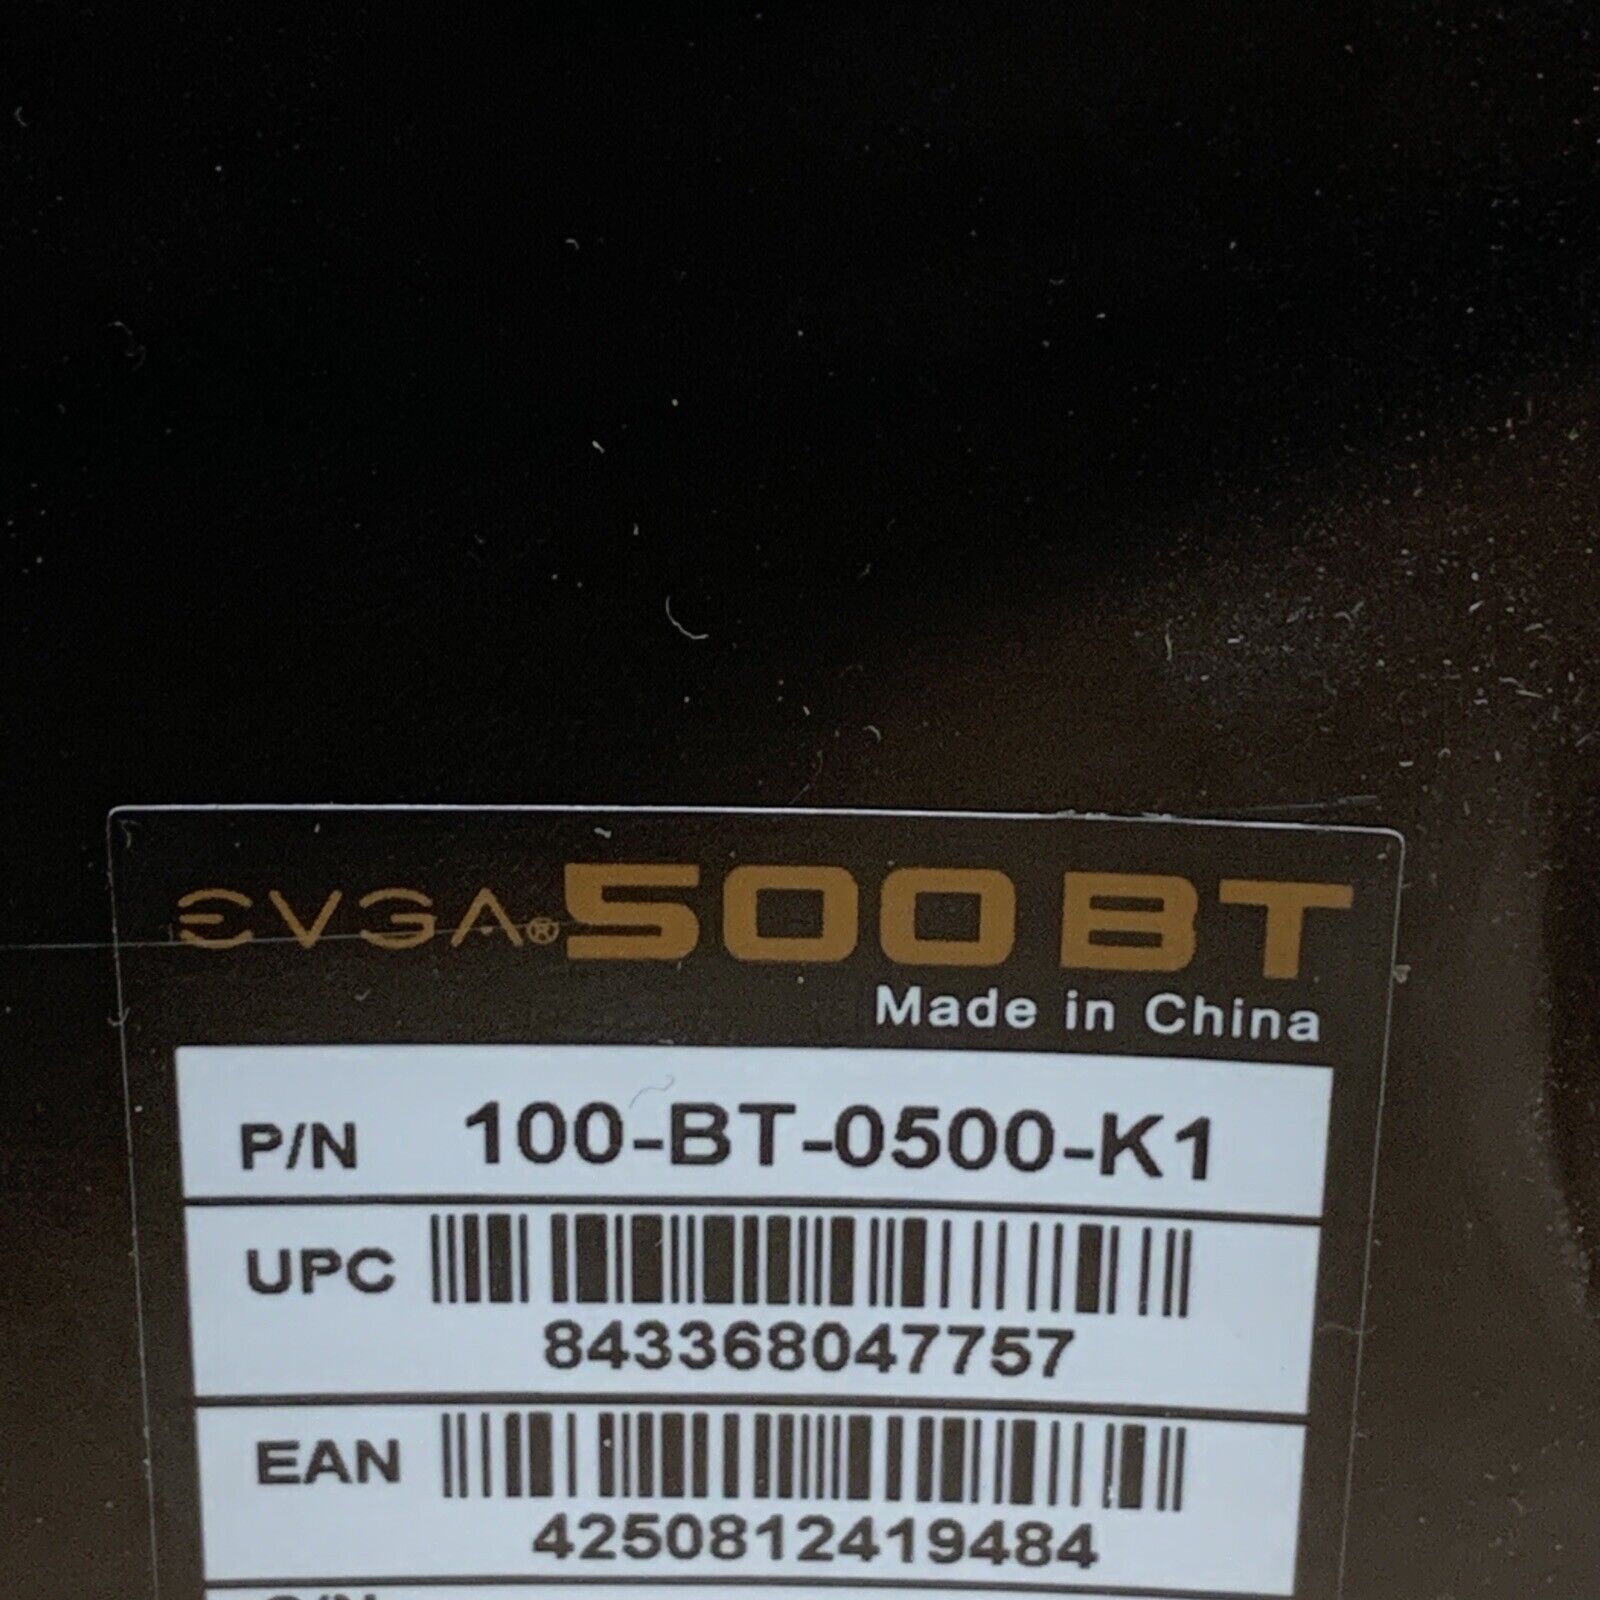 EVGA® 500 BT
Made in China
P/N 100-BT-0500-K1
UPC
843368047757
EAN
4250812419484
S/N